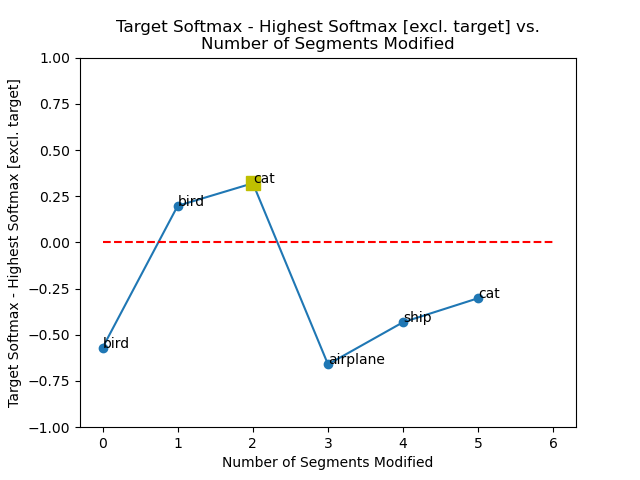 Target Softmax - Highest Softmax [excl. target] vs.
Number of Segments Modified
Target Softmax - Highest Softmax [excl. target]
1.00
0.75
0.50
0.25
0.00
−0.25
−0.50
−0.75
−1.00
bird
bird
cat
airplane
ship
cat
0 1 2 3 4 5 6
Number of Segments Modified